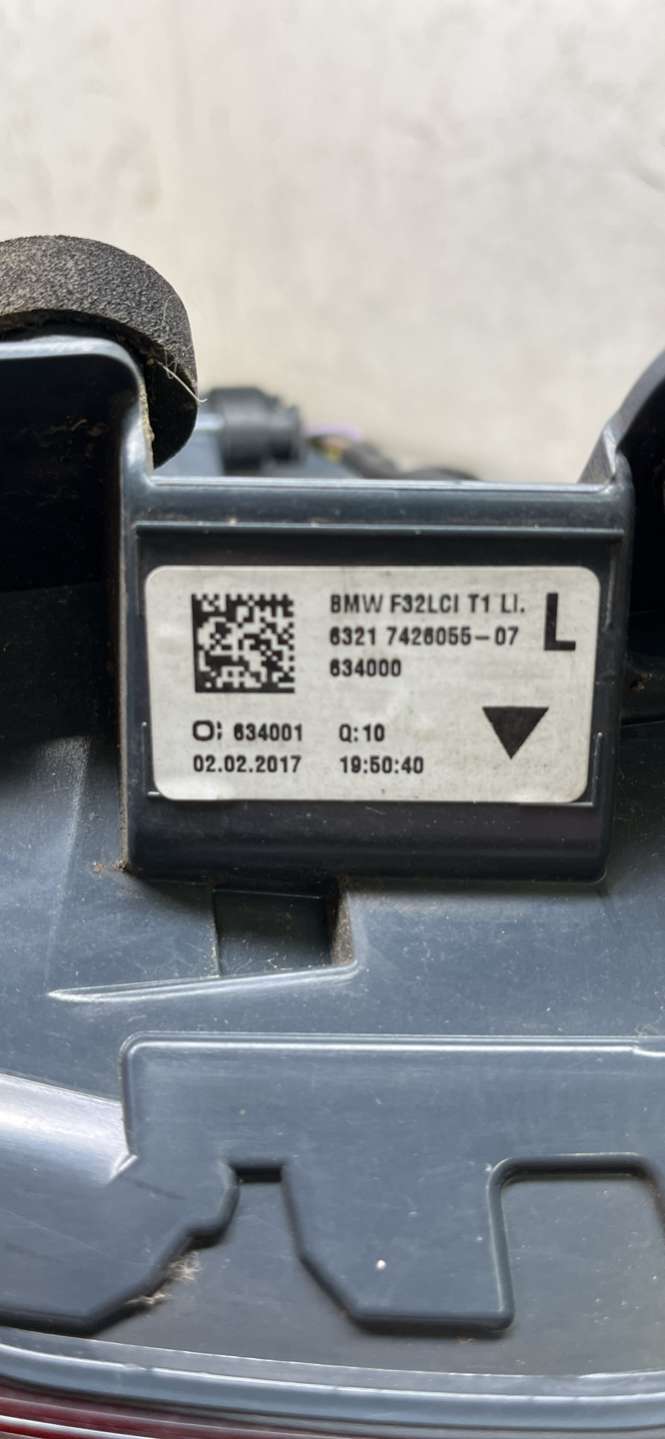 BMW F32LCI T1 LI.
L
6321 7426055-07
634000
O: 634001 Q:10
02.02.2017 19:50:40